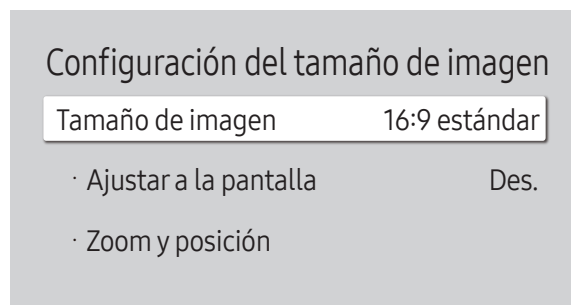 Configuración del tamaño de imagen
Tamaño de imagen 16:9 estándar
· Ajustar a la pantalla Des.
· Zoom y posición